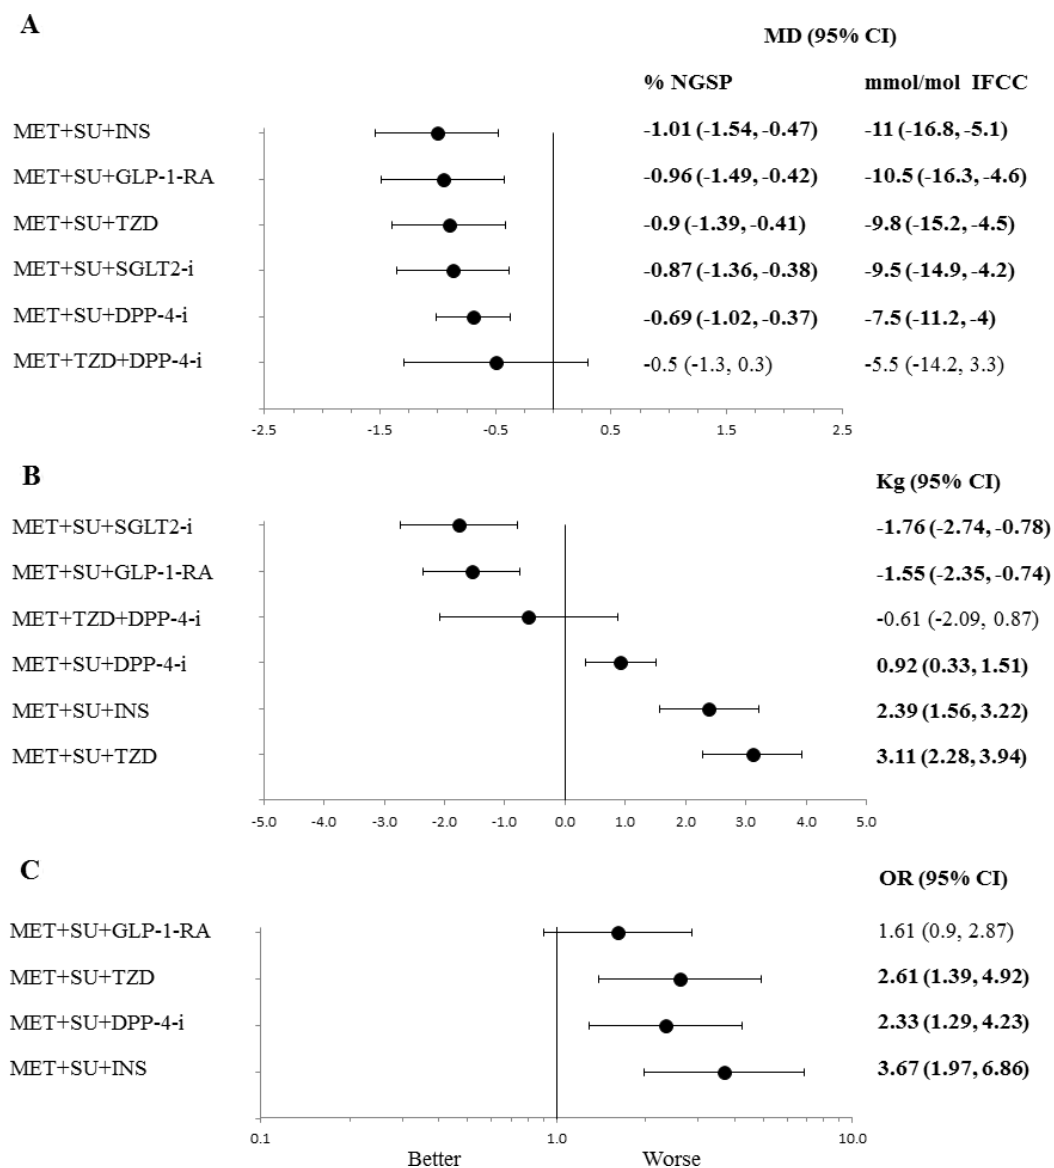 A
MD (95% CI)
% NGSP mmol/mol IFCC
MET+SU+INS -1.01 (-1.54, -0.47) -11 (-16.8, -5.1)
MET+SU+GLP-1-RA -0.96 (-1.49, -0.42) -10.5 (-16.3, -4.6)
MET+SU+TZD -0.9 (-1.39, -0.41) -9.8 (-15.2, -4.5)
MET+SU+SGLT2-i -0.87 (-1.36, -0.38) -9.5 (-14.9, -4.2)
MET+SU+DPP-4-i -0.69 (-1.02, -0.37) -7.5 (-11.2, -4)
MET+TZD+DPP-4-i -0.5 (-1.3, 0.3) -5.5 (-14.2, 3.3)
-2.5 -1.5 -0.5 0.5 1.5 2.5
B
Kg (95% CI)
MET+SU+SGLT2-i -1.76 (-2.74, -0.78)
MET+SU+GLP-1-RA -1.55 (-2.35, -0.74)
MET+TZD+DPP-4-i -0.61 (-2.09, 0.87)
MET+SU+DPP-4-i 0.92 (0.33, 1.51)
MET+SU+INS 2.39 (1.56, 3.22)
MET+SU+TZD 3.11 (2.28, 3.94)
-5.0 -4.0 -3.0 -2.0 -1.0 0.0 1.0 2.0 3.0 4.0 5.0
C
OR (95% CI)
MET+SU+GLP-1-RA 1.61 (0.9, 2.87)
MET+SU+TZD 2.61 (1.39, 4.92)
MET+SU+DPP-4-i 2.33 (1.29, 4.23)
MET+SU+INS 3.67 (1.97, 6.86)
0.1 1.0 10.0
Better Worse